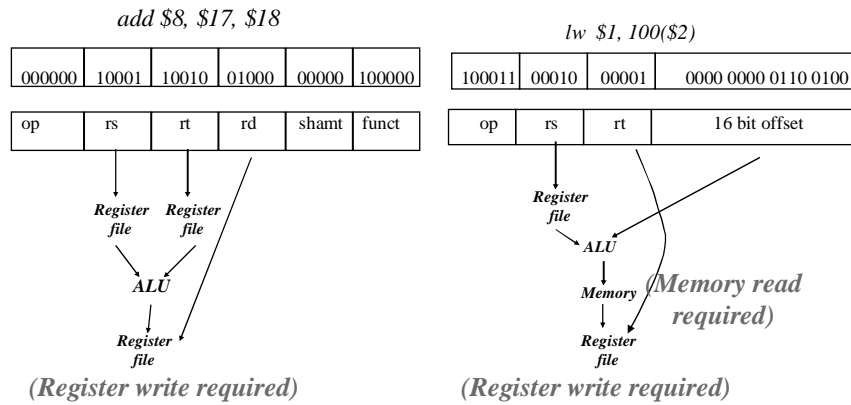 add $8, $17, $18
000000 10001 10010 01000 00000 100000
op rs rt rd shamt funct
Register
file
Register
file
ALU
Register
file
(Register write required)
lw $1, 100($2)
100011 00010 00001 0000 0000 0110 0100
op rs rt 16 bit offset
Register
file
ALU
Memory
(Memory read
required)
Register
file
(Register write required)